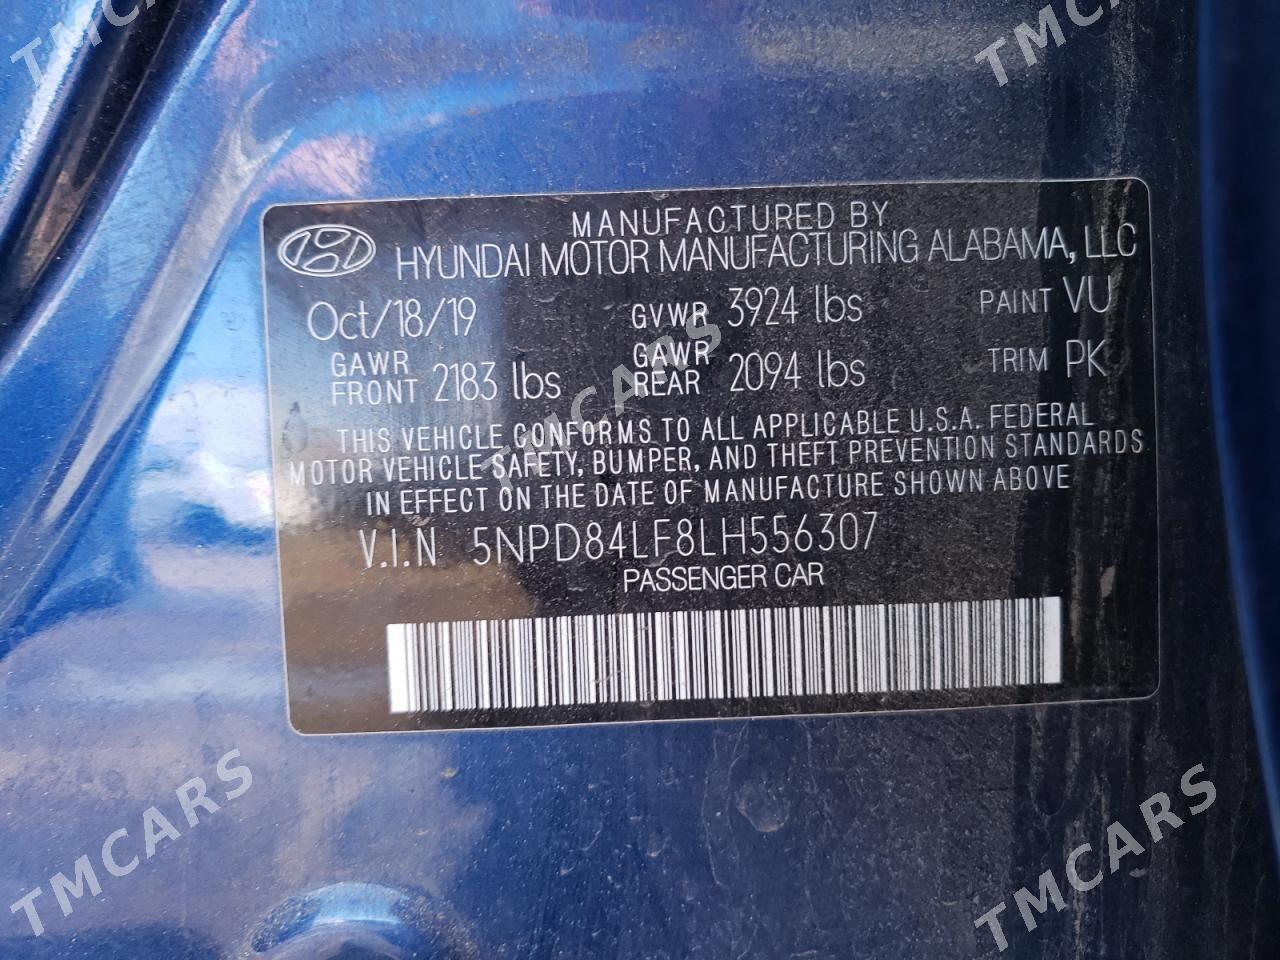 MANUFACTURED BY
HYUNDAI MOTOR MANUFACTURING ALABAMA, LLC
Oct/18/19 GVWR 3924 lbs PAINT VU
GAWR FRONT 2183 lbs GAWR REAR 2094 lbs TRIM PK
THIS VEHICLE CONFORMS TO ALL APPLICABLE U.S.A. FEDERAL
MOTOR VEHICLE SAFETY, BUMPER, AND THEFT PREVENTION STANDARDS
IN EFFECT ON THE DATE OF MANUFACTURE SHOWN ABOVE
V.I.N 5NPD84LF8LH556307
PASSENGER CAR
TMCARS
TMCARS
TMCARS
TMCARS
TMCARS